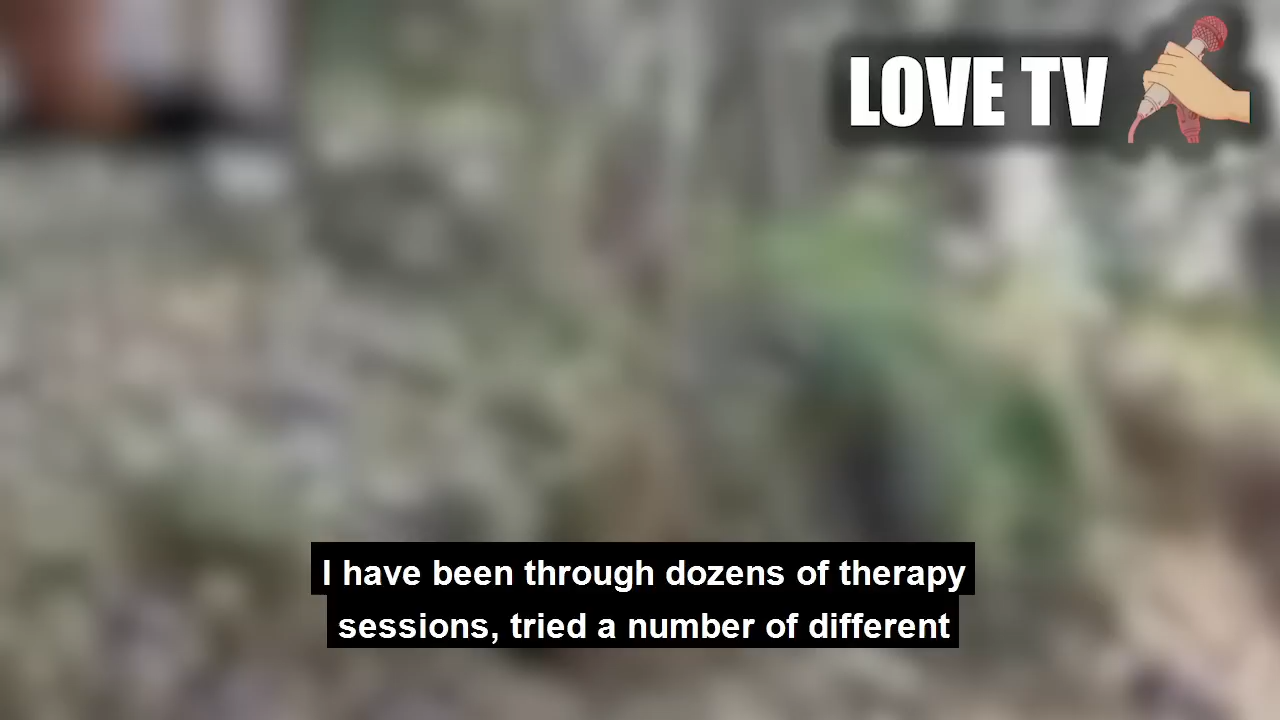 LOVE TV
I have been through dozens of therapy
sessions, tried a number of different